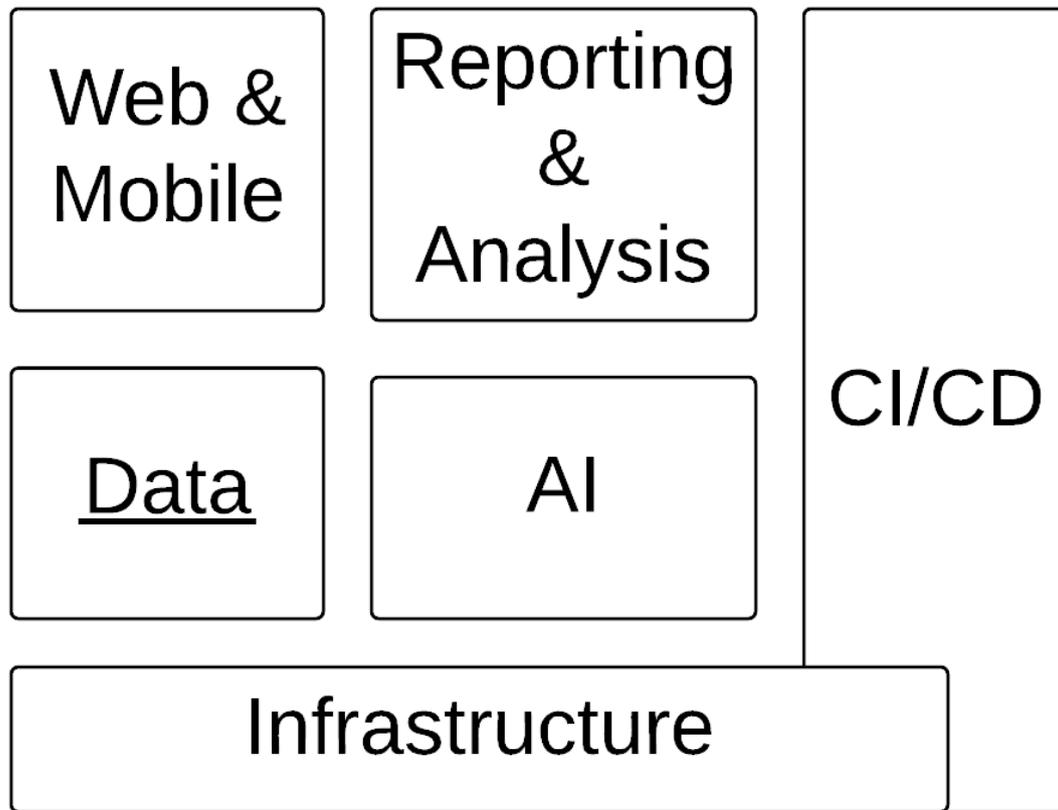 Web &
Mobile
Reporting
&
Analysis
CI/CD
Data
AI
Infrastructure